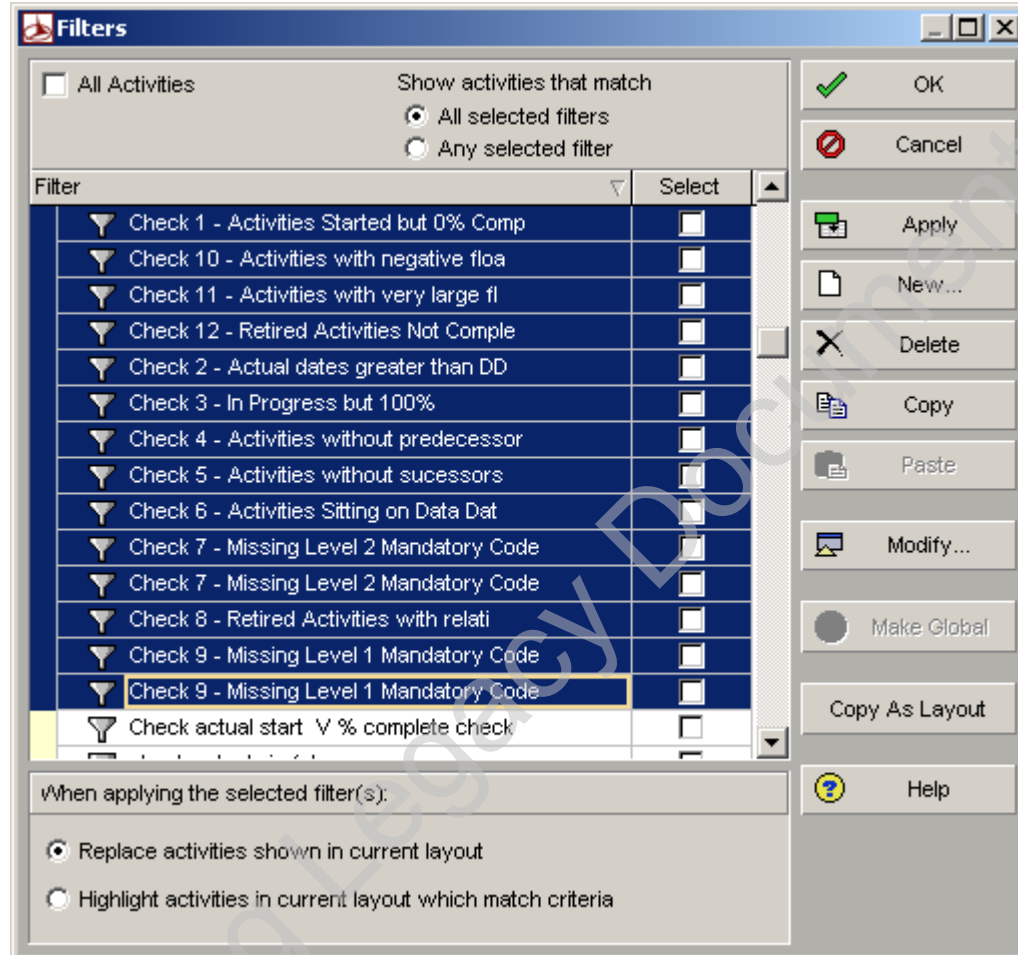 Filters
All Activities
Show activities that match
All selected filters
Any selected filter
Filter Select
Check 1 - Activities Started but 0% Comp
Check 10 - Activities with negative floa
Check 11 - Activities with very large fl
Check 12 - Retired Activities Not Comple
Check 2 - Actual dates greater than DD
Check 3 - In Progress but 100%
Check 4 - Activities without predecessor
Check 5 - Activities without sucessors
Check 6 - Activities Sitting on Data Dat
Check 7 - Missing Level 2 Mandatory Code
Check 7 - Missing Level 2 Mandatory Code
Check 8 - Retired Activities with relati
Check 9 - Missing Level 1 Mandatory Code
Check 9 - Missing Level 1 Mandatory Code
Check actual start V % complete check
When applying the selected filter(s):
Replace activities shown in current layout
Highlight activities in current layout which match criteria
OK
Cancel
Apply
New...
Delete
Copy
Paste
Modify...
Make Global
Copy As Layout
Help
Legacy Document